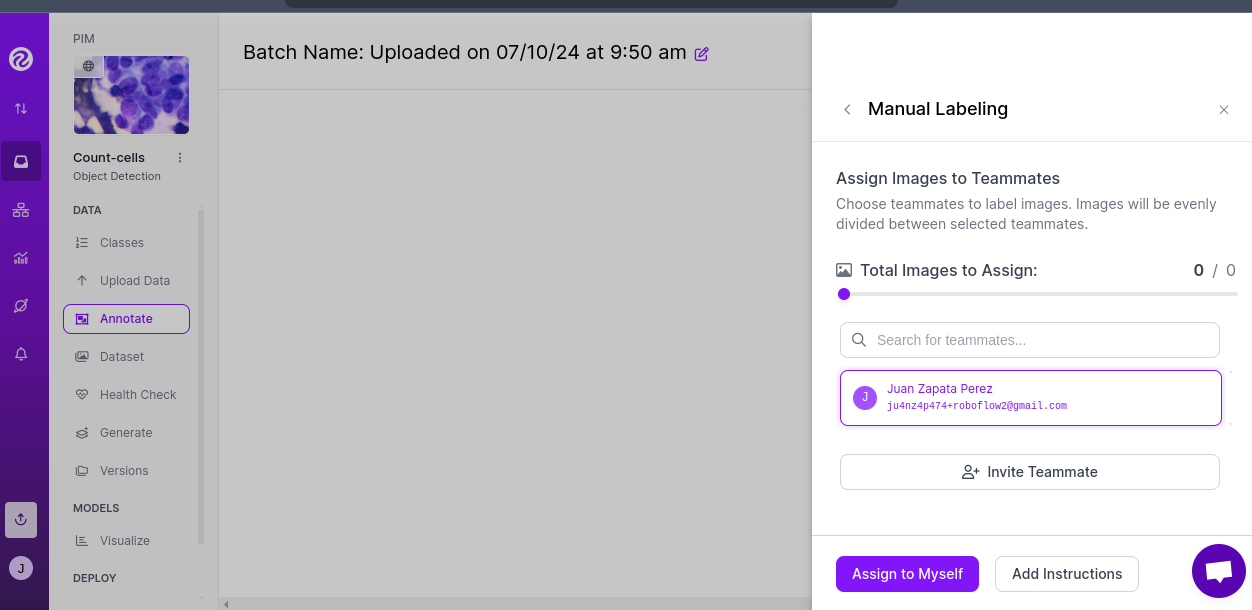 PIM
Count-cells
Object Detection
DATA
Classes
Upload Data
Annotate
Dataset
Health Check
Generate
Versions
MODELS
Visualize
DEPLOY
J
Batch Name: Uploaded on 07/10/24 at 9:50 am
Manual Labeling
Assign Images to Teammates
Choose teammates to label images. Images will be evenly
divided between selected teammates.
Total Images to Assign: 0 / 0
Search for teammates...
J
Juan Zapata Perez
ju4nz4p474+roboflow2@gmail.com
Invite Teammate
Assign to Myself
Add Instructions